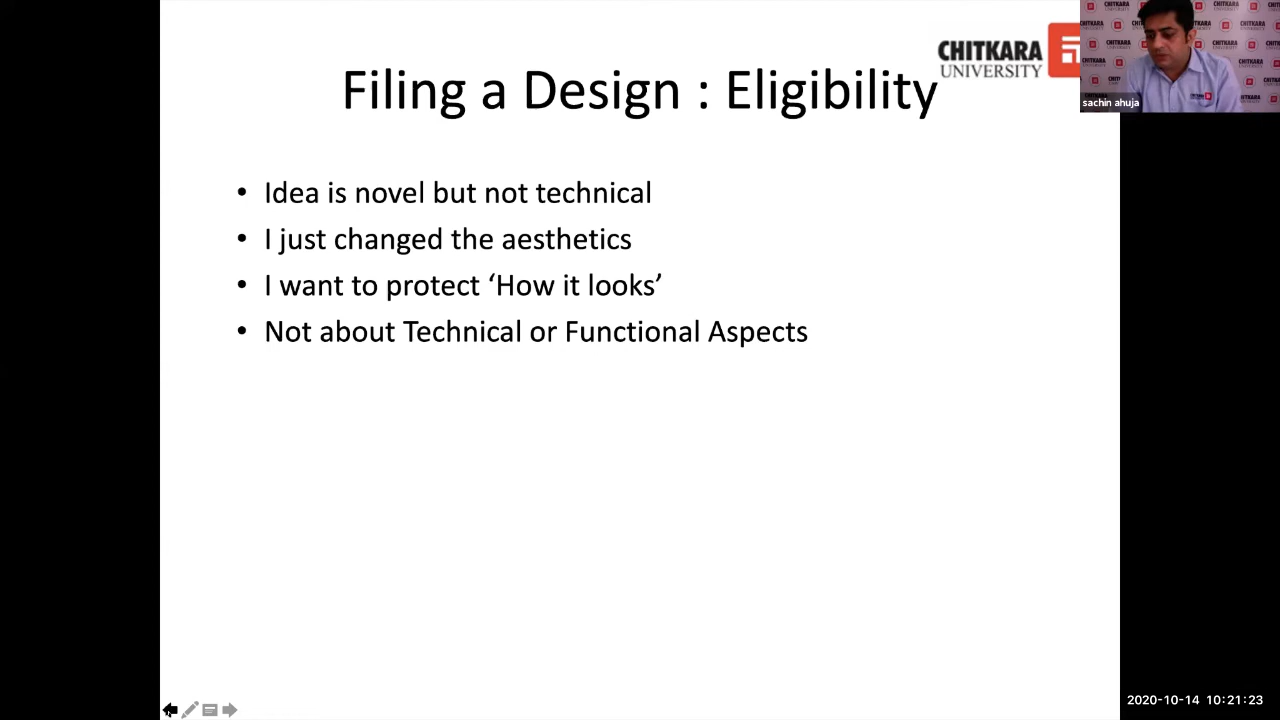 CHITKARA
UNIVERSITY
Filing a Design : Eligibility
• Idea is novel but not technical
• I just changed the aesthetics
• I want to protect ‘How it looks’
• Not about Technical or Functional Aspects
sachin ahuja
2020-10-14 10:21:23